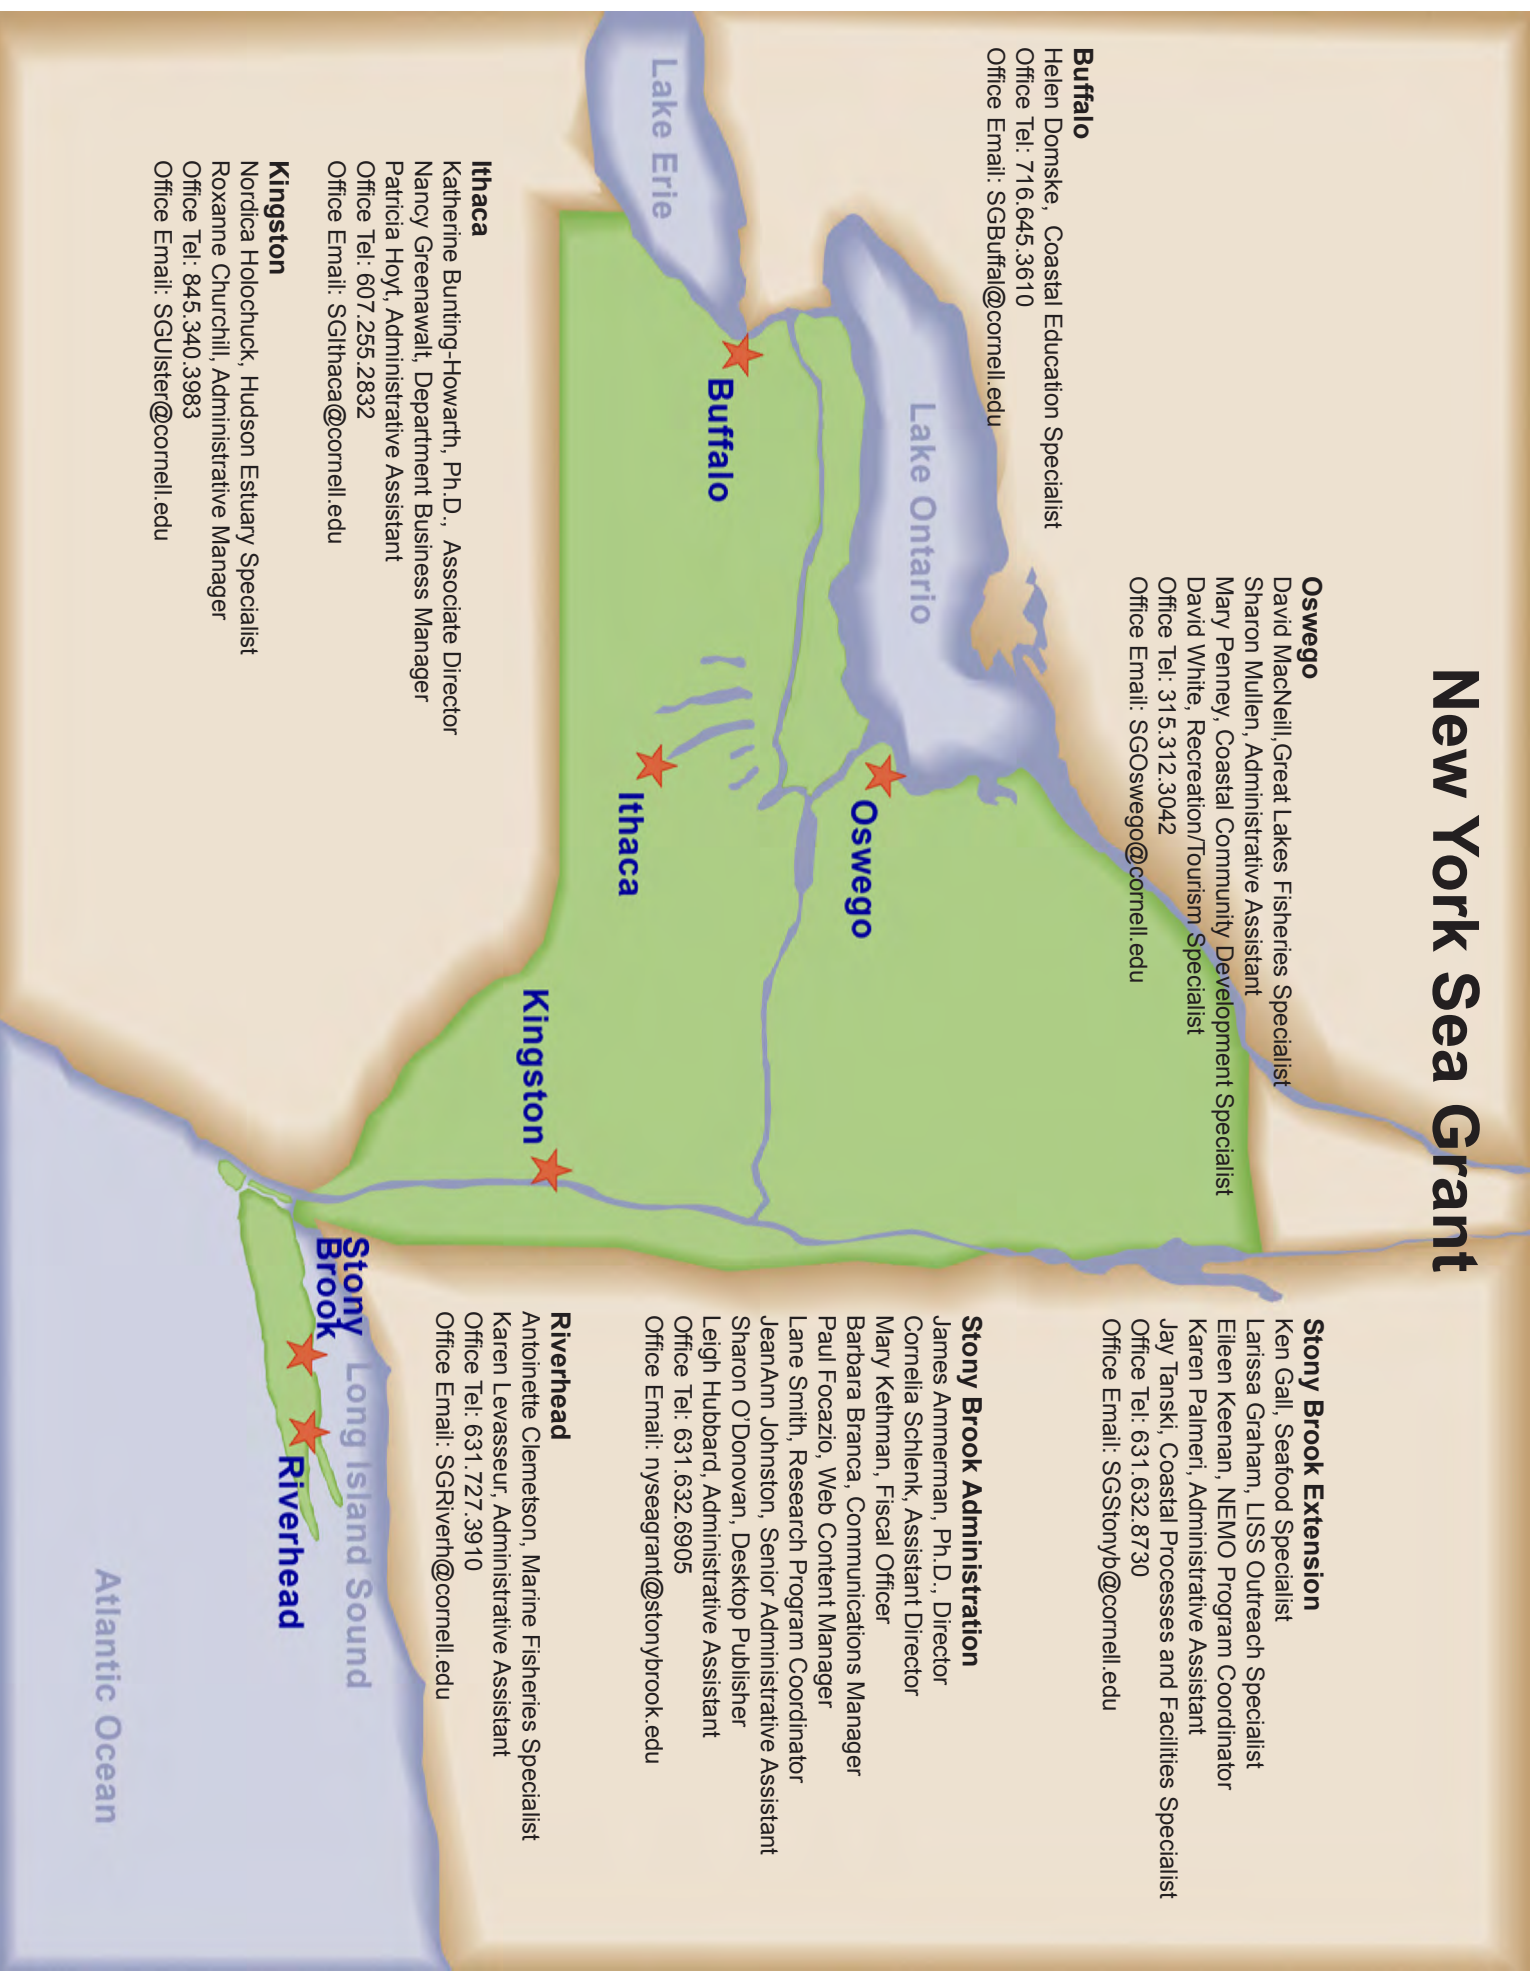 New York Sea Grant
Oswego
David MacNeill,Great Lakes Fisheries Specialist
Sharon Mullen, Administrative Assistant
Mary Penney, Coastal Community Development Specialist
David White, Recreation/Tourism Specialist
Office Tel: 315.312.3042
Office Email: SGOswego@cornell.edu
Stony Brook Extension
Ken Gall, Seafood Specialist
Larissa Graham, LISS Outreach Specialist
Eileen Keenan, NEMO Program Coordinator
Karen Palmeri, Administrative Assistant
Jay Tanski, Coastal Processes and Facilities Specialist
Office Tel: 631.632.8730
Office Email: SGStonyb@cornell.edu
Buffalo
Helen Domske, Coastal Education Specialist
Office Tel: 716.645.3610
Office Email: SGBuffal@cornell.edu
Stony Brook Administration
James Ammerman, Ph.D., Director
Cornelia Schlenk, Assistant Director
Mary Kethman, Fiscal Officer
Barbara Branca, Communications Manager
Paul Focazio, Web Content Manager
Lane Smith, Research Program Coordinator
JeanAnn Johnston, Senior Administrative Assistant
Sharon O'Donovan, Desktop Publisher
Leigh Hubbard, Administrative Assistant
Office Tel: 631.632.6905
Office Email: nyseagrant@stonybrook.edu
Lake Ontario
Oswego
Buffalo
Lake Erie
Ithaca
Kingston
Riverhead
Antoinette Clemetson, Marine Fisheries Specialist
Karen Levasseur, Administrative Assistant
Office Tel: 631.727.3910
Office Email: SGRiverh@cornell.edu
Ithaca
Katherine Bunting-Howarth, Ph.D., Associate Director
Nancy Greenawalt, Department Business Manager
Patricia Hoyt, Administrative Assistant
Office Tel: 607.255.2832
Office Email: SGIthaca@cornell.edu
Stony
Brook
Long Island Sound
Riverhead
Kingston
Nordica Holochuck, Hudson Estuary Specialist
Roxanne Churchill, Administrative Manager
Office Tel: 845.340.3983
Office Email: SGUlster@cornell.edu
Atlantic Ocean